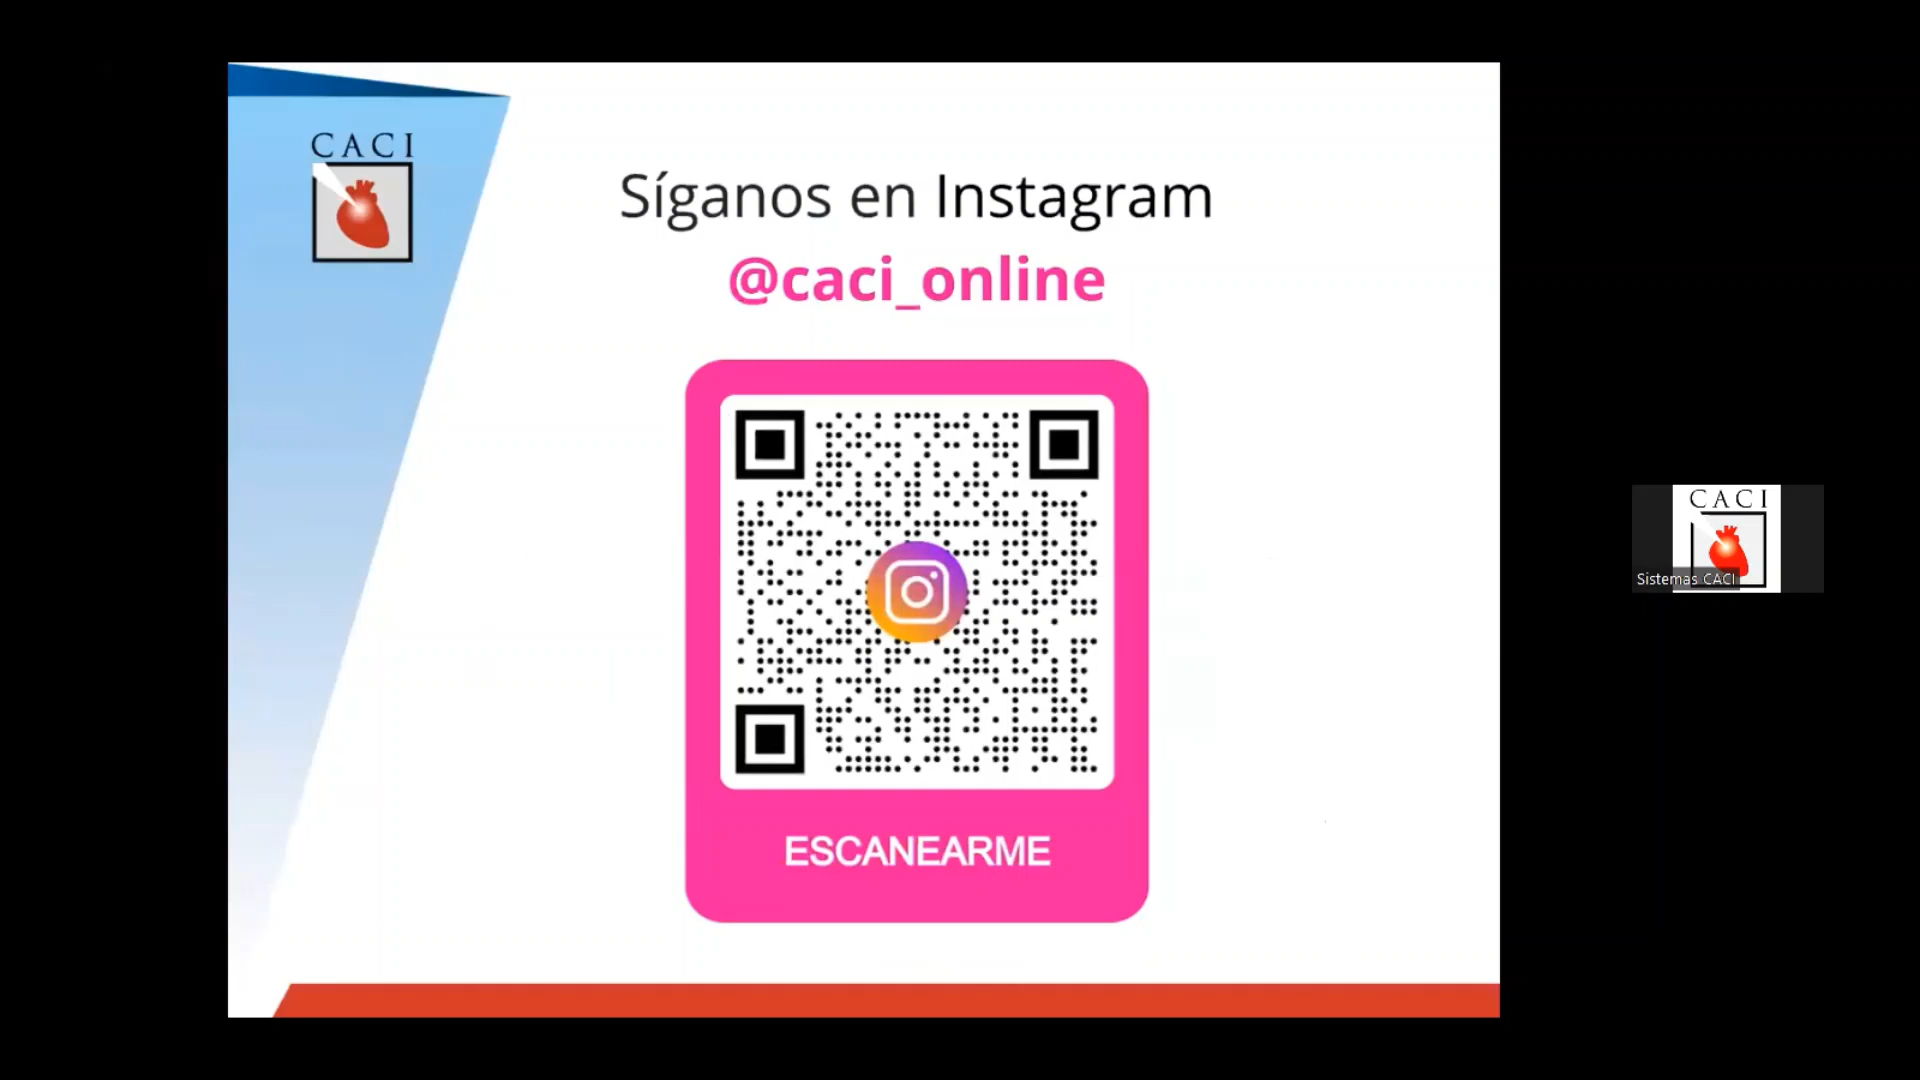 CACI
Síganos en Instagram
@caci_online
ESCANEARME
CACI
Sistemas CACI